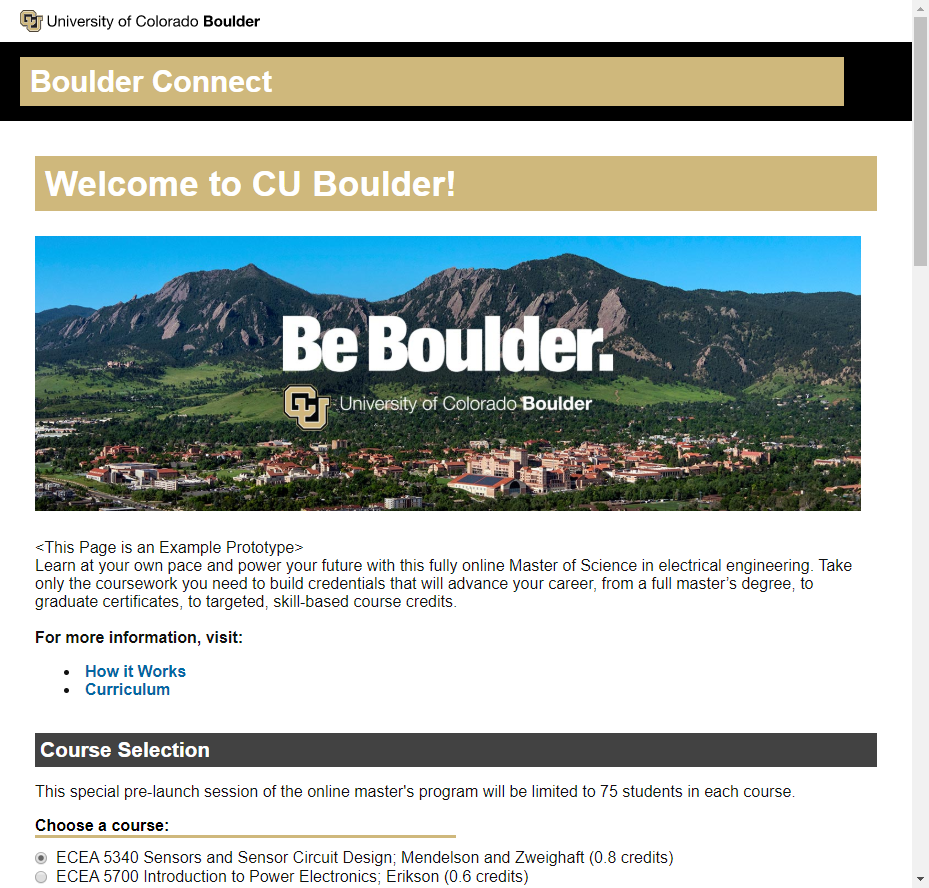 University of Colorado Boulder
Boulder Connect
Welcome to CU Boulder!
Be Boulder.
CU University of Colorado Boulder
<This Page is an Example Prototype>
Learn at your own pace and power your future with this fully online Master of Science in electrical engineering. Take
only the coursework you need to build credentials that will advance your career, from a full master’s degree, to
graduate certificates, to targeted, skill-based course credits.
For more information, visit:
How it Works
Curriculum
Course Selection
This special pre-launch session of the online master's program will be limited to 75 students in each course.
Choose a course:
ECEA 5340 Sensors and Sensor Circuit Design; Mendelson and Zweighaft (0.8 credits)
ECEA 5700 Introduction to Power Electronics; Erikson (0.6 credits)